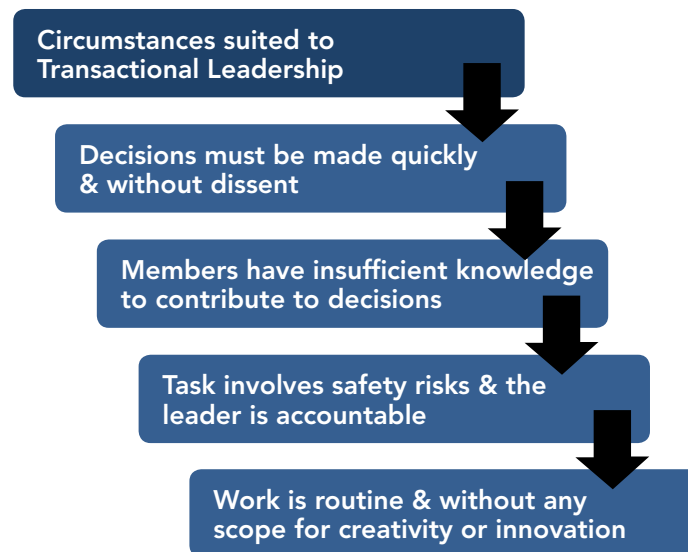 Circumstances suited to
Transactional Leadership
Decisions must be made quickly
& without dissent
Members have insufficient knowledge
to contribute to decisions
Task involves safety risks & the
leader is accountable
Work is routine & without any
scope for creativity or innovation